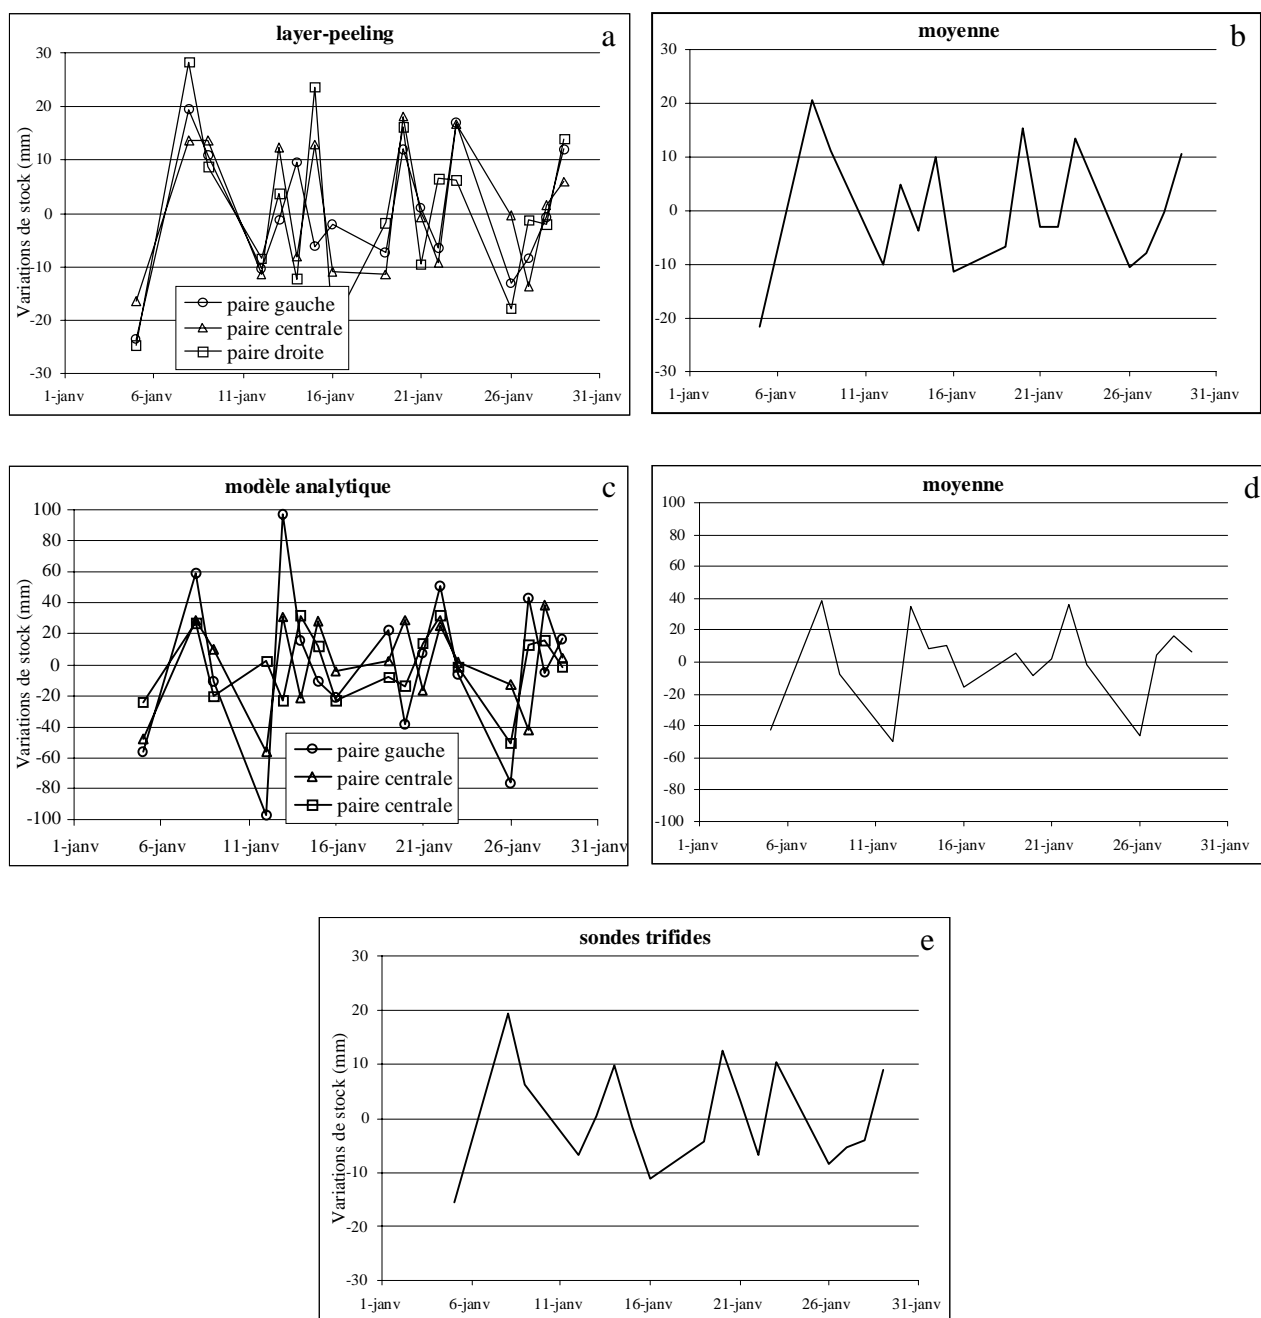 layer-peeling
a
Variations de stock (mm)
30
20
10
0
-10
-20
-30
paire gauche
paire centrale
paire droite
1-janv 6-janv 11-janv 16-janv 21-janv 26-janv 31-janv
moyenne
b
30
20
10
0
-10
-20
-30
1-janv 6-janv 11-janv 16-janv 21-janv 26-janv 31-janv
modèle analytique
c
Variations de stock (mm)
100
80
60
40
20
0
-20
-40
-60
-80
-100
paire gauche
paire centrale
paire centrale
1-janv 6-janv 11-janv 16-janv 21-janv 26-janv 31-janv
moyenne
d
100
80
60
40
20
0
-20
-40
-60
-80
-100
1-janv 6-janv 11-janv 16-janv 21-janv 26-janv 31-janv
sondes trifides
e
Variations de stock (mm)
30
20
10
0
-10
-20
-30
1-janv 6-janv 11-janv 16-janv 21-janv 26-janv 31-janv